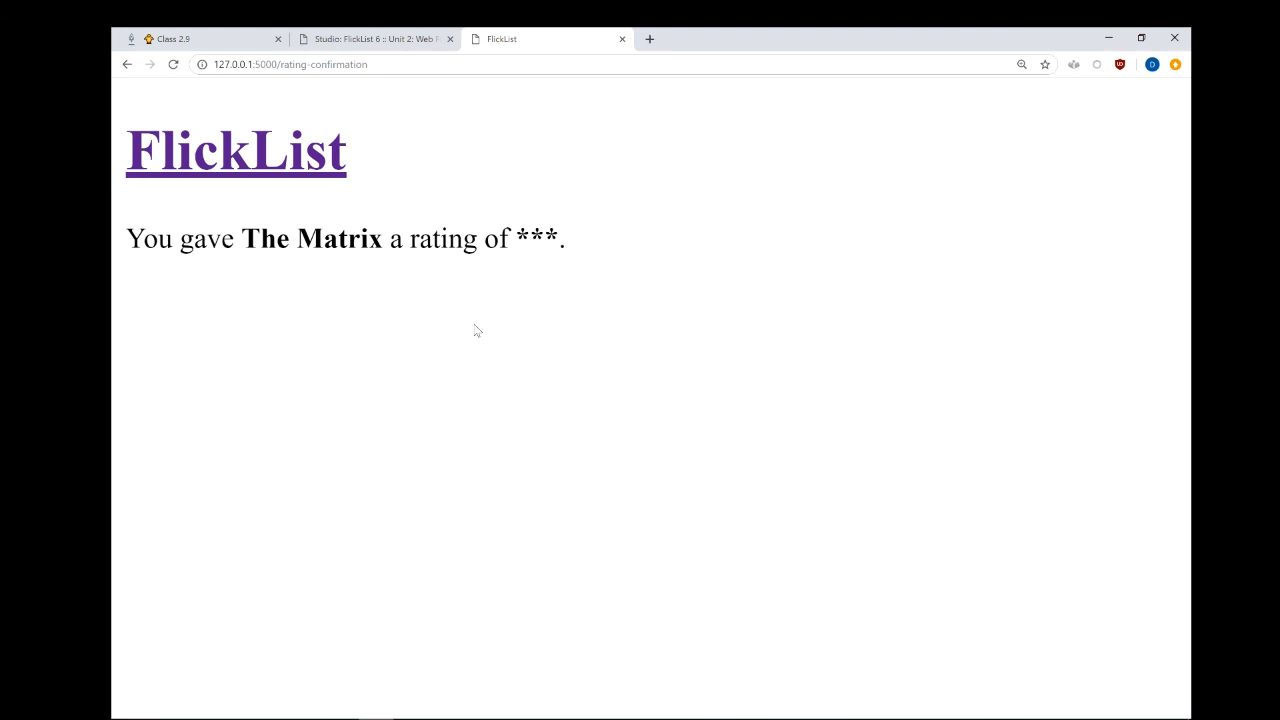 Class 2.9
Studio: FlickList 6 :: Unit 2: Web
FlickList
127.0.0.1:5000/rating-confirmation
D
FlickList
You gave The Matrix a rating of ***.